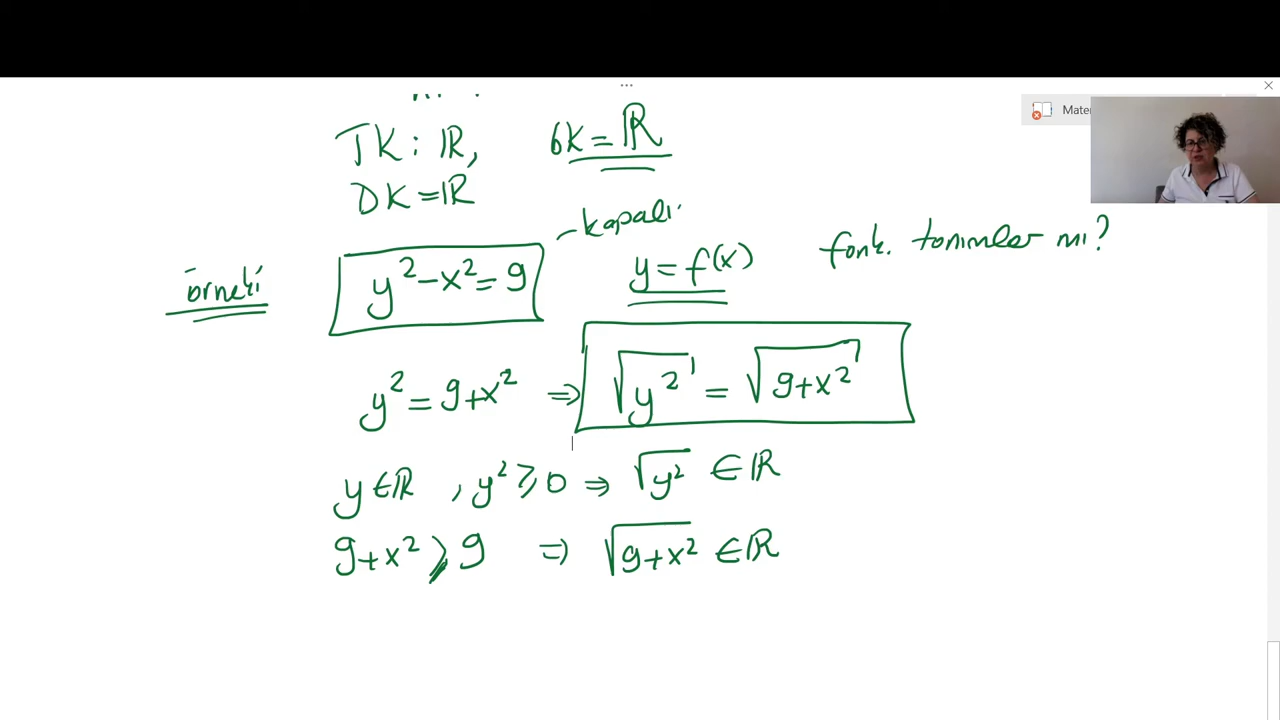 TK : ℝ, GK = ℝ
DK = ℝ
kapalı
örnek
y² - x² = 9 y = f(x) fonk. tanımlar mı?
y² = 9 + x² ⇒ √y² = √9+x²
y ∈ ℝ , y² ⩾ 0 ⇒ √y² ∈ ℝ
9 + x² ⩾ 9 ⇒ √9+x² ∈ ℝ